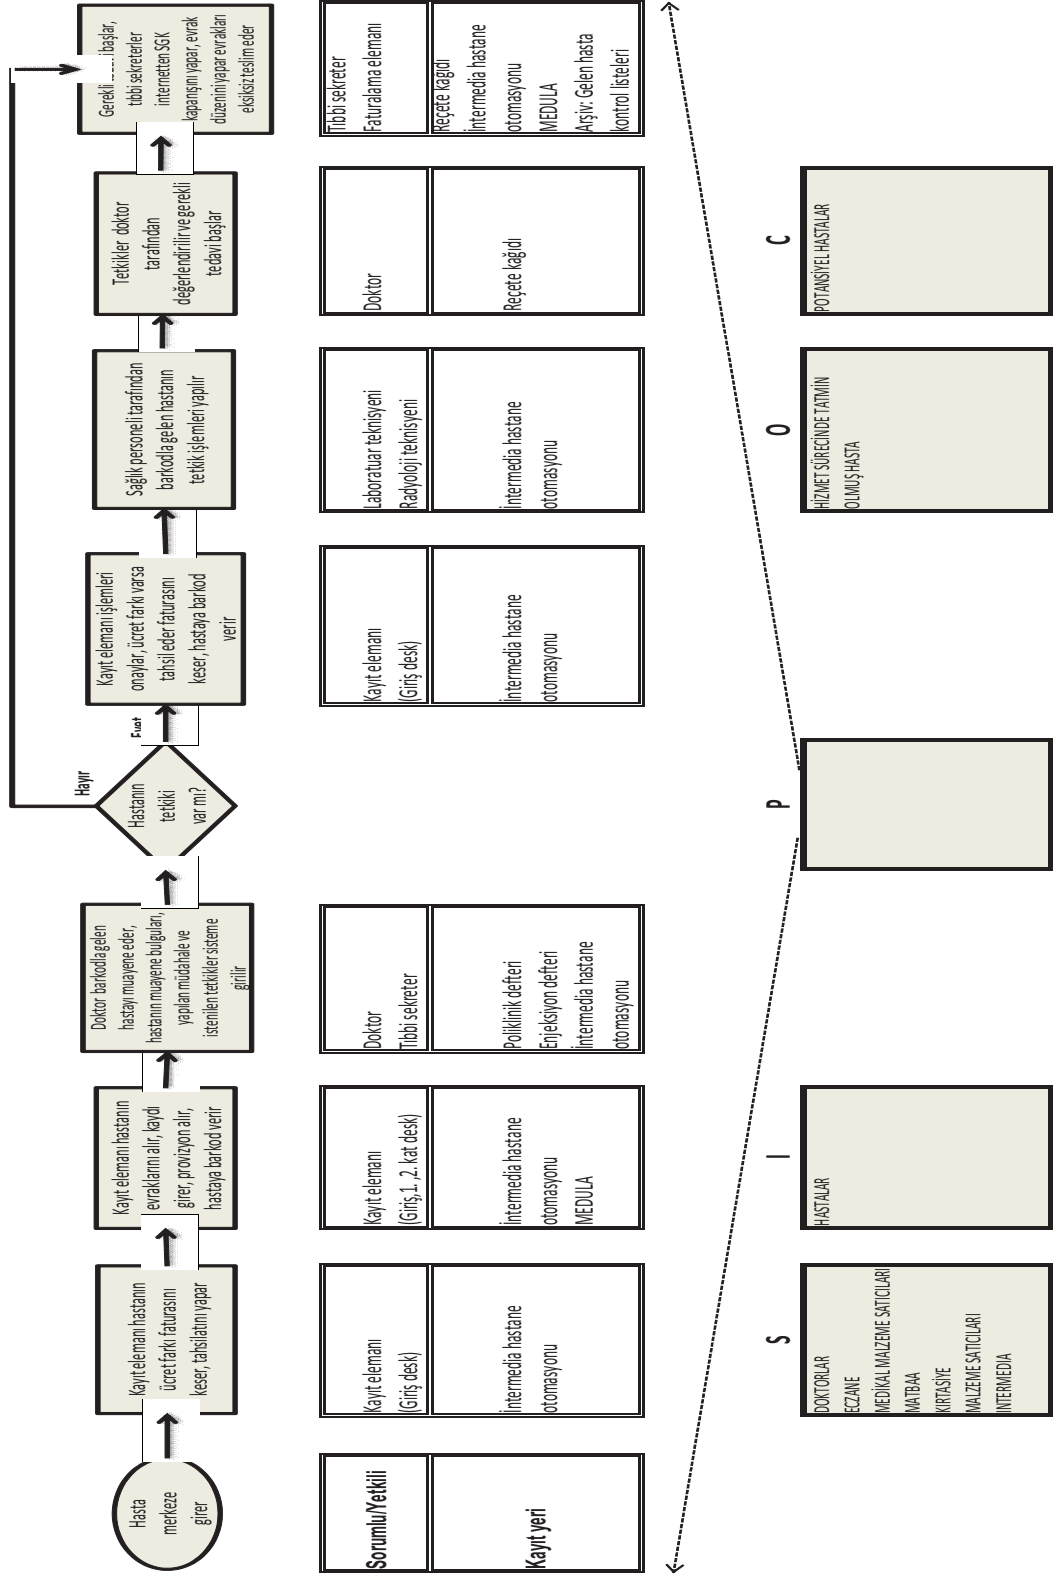 Hasta
merkeze
girer
Kayıt elemanı hastanın
ücret farkı faturasını
keser, tahsilatını yapar
Kayıt elemanı hastanın
evraklarını alır, kaydı
girer, provizyon alır,
hastaya barkod verir
Doktor barkodla gelen
hastayı muayene eder,
hastanın muayene bulguları,
yapılan müdahale ve
istenilen tetkikler sisteme
girilir
Hastanın
tetkiki
var mı?
Hayır
Kayıt elemanı işlemleri
onaylar, ücret farkı varsa
tahsil eder faturasını
keser, hastaya barkod
verir
Sağlık personeli tarafından
barkodla gelen hastanın
tetkik işlemleri yapılır
Tetkikler doktor
tarafından
değerlendirilir ve gerekli
tedavi başlar
Gerekli başlar,
tıbbi sekreterler
internetten SGK
kapanışını yapar, evrak
düzenini yapar evrakları
eksiksiz teslim eder
Sorumlu/Yetkili
Kayıt yeri
Kayıt elemanı
(Giriş desk)
İntermedia hastane
otomasyonu
Kayıt elemanı
(Giriş,1. ,2. kat desk)
İntermedia hastane
otomasyonu
MEDULA
Doktor
Tıbbi sekreter
Poliklinik defteri
Enjeksiyon defteri
İntermedia hastane
otomasyonu
Kayıt elemanı
(Giriş desk)
İntermedia hastane
otomasyonu
Laboratuar teknisyeni
Radyoloji teknisyeni
İntermedia hastane
otomasyonu
Doktor
Reçete kağıdı
Tıbbi sekreter
Faturalama elemanı
Reçete kağıdı
İntermedia hastane
otomasyonu
MEDULA
Arşiv: Gelen hasta
kontrol listeleri
S
DOKTORLAR
ECZANE
MEDİKAL MALZEME SATICILARI
MATBAA
KIRTASİYE
MALZEME SATICILARI
INTERMEDIA
I
HASTALAR
P
O
HİZMET SÜRECİNDE TATMİN
OLMUŞ HASTA
C
POTANSİYEL HASTALAR